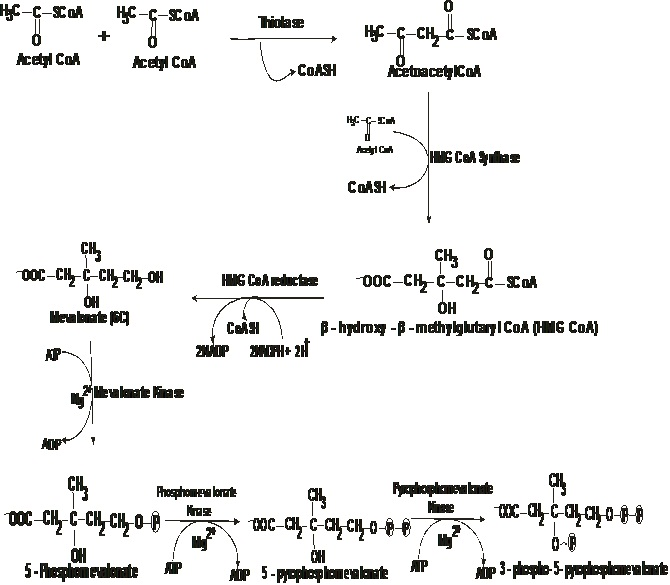 H₃C–C–SCoA + H₃C–C–SCoA
O O
Acetyl CoA Acetyl CoA
Thiolase
CoASH
O
H₃C–C–CH₂–C–SCoA
O
AcetoacetylCoA
H₃C–C–SCoA
O
Acetyl CoA
HMG CoA Synthase
CoASH
CH₃ O
⁻OOC–CH₂–C–CH₂–C–SCoA
OH
β - hydroxy - β - methylglutaryl CoA (HMG CoA)
HMG CoA reductase
CoASH
2NADP 2NADPH + 2H⁺
CH₃
⁻OOC–CH₂–C–CH₂–CH₂–OH
OH
Mevalonate (6C)
ATP
Mg²⁺ Mevalonate Kinase
ADP
CH₃
⁻OOC–CH₂–C–CH₂–CH₂–O–P
OH
5 - Phosphomevalonate
Phosphomevalonate
Kinase
Mg²⁺
ATP ADP
CH₃
⁻OOC–CH₂–C–CH₂–CH₂–O–P–P
OH
5 - pyrophosphomevalonate
Pyrophosphomevalonate
Kinase
Mg²⁺
ATP ADP
CH₃
⁻OOC–CH₂–C–CH₂–CH₂–O–P–P
O–P
3 - phospho - 5 - pyrophosphomevalonate